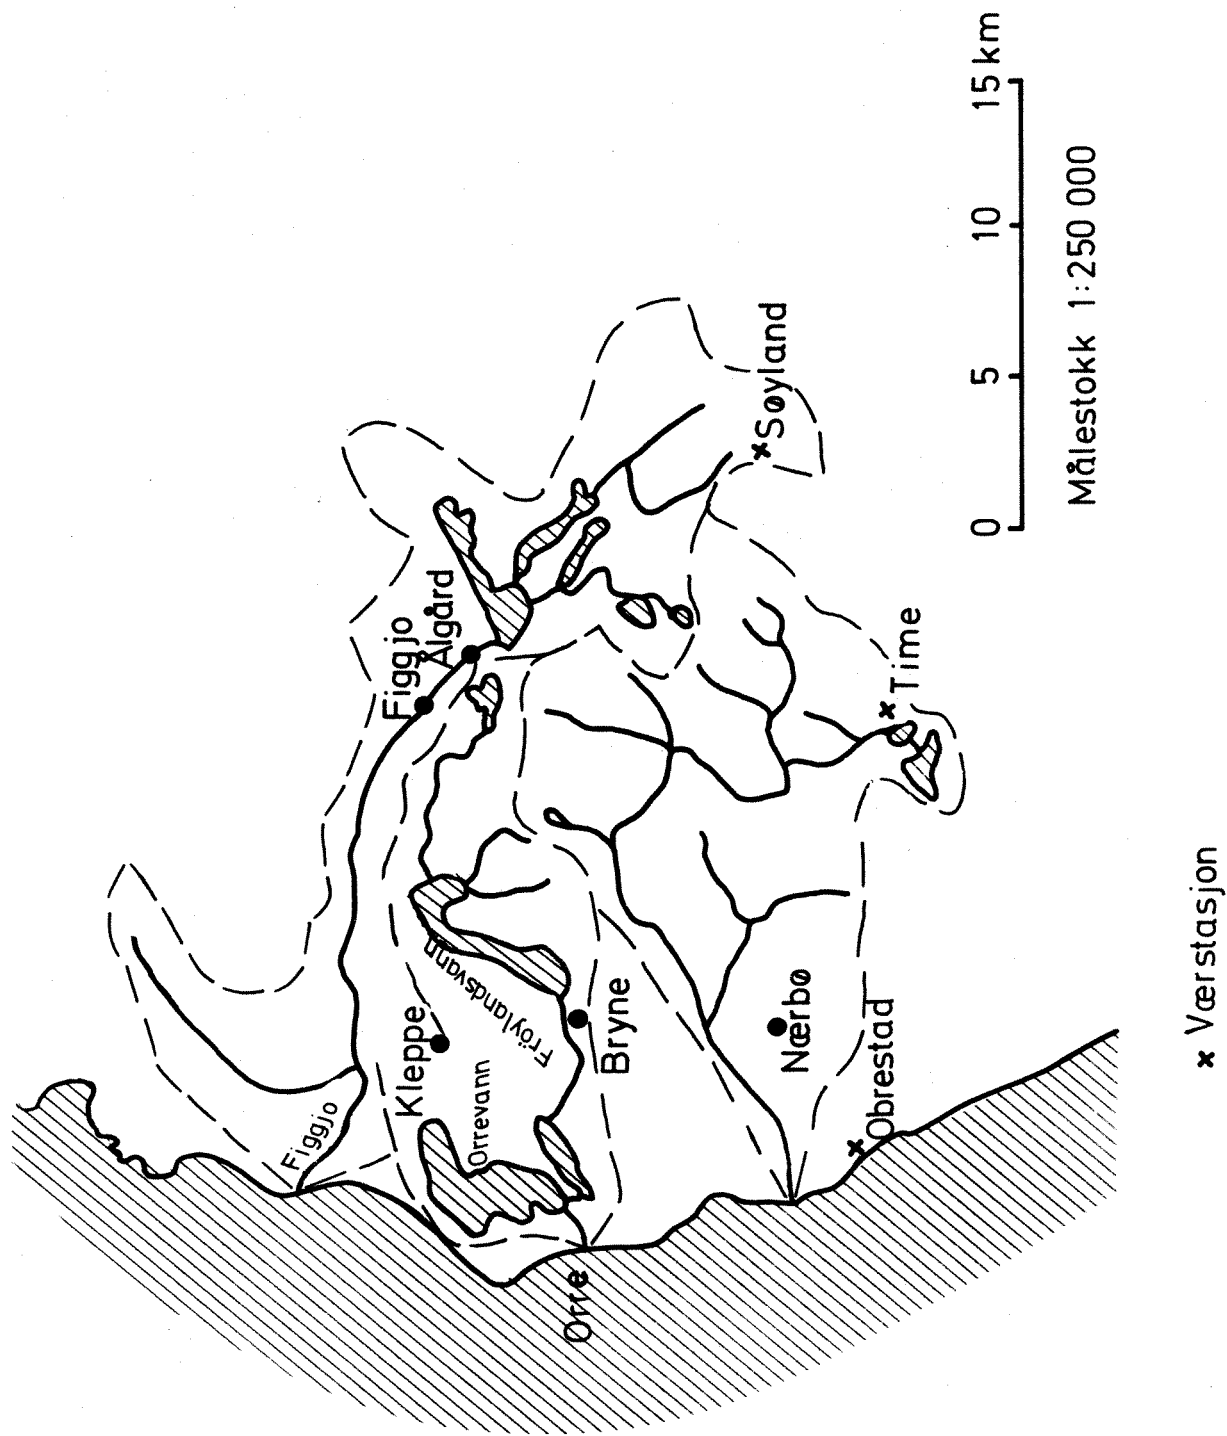 Figgjo
Orre
Orrevann
Kleppe
Frøylandsvann
Figgjo
Ålgård
Bryne
Nærbø
Obrestad
Time
Søyland
0 5 10 15 km
Målestokk 1:250 000
x Værstasjon